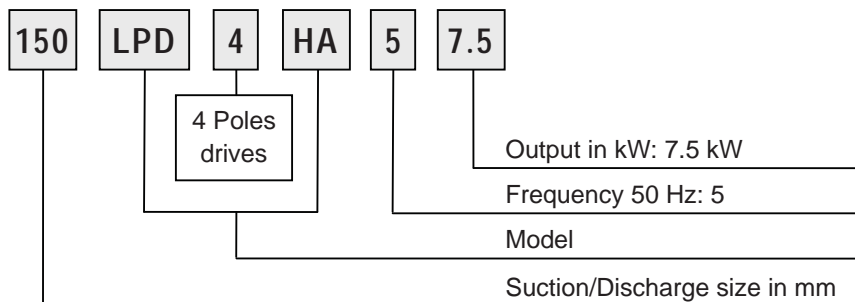 150 LPD 4 HA 5 7.5
4 Poles
drives
Output in kW: 7.5 kW
Frequency 50 Hz: 5
Model
Suction/Discharge size in mm